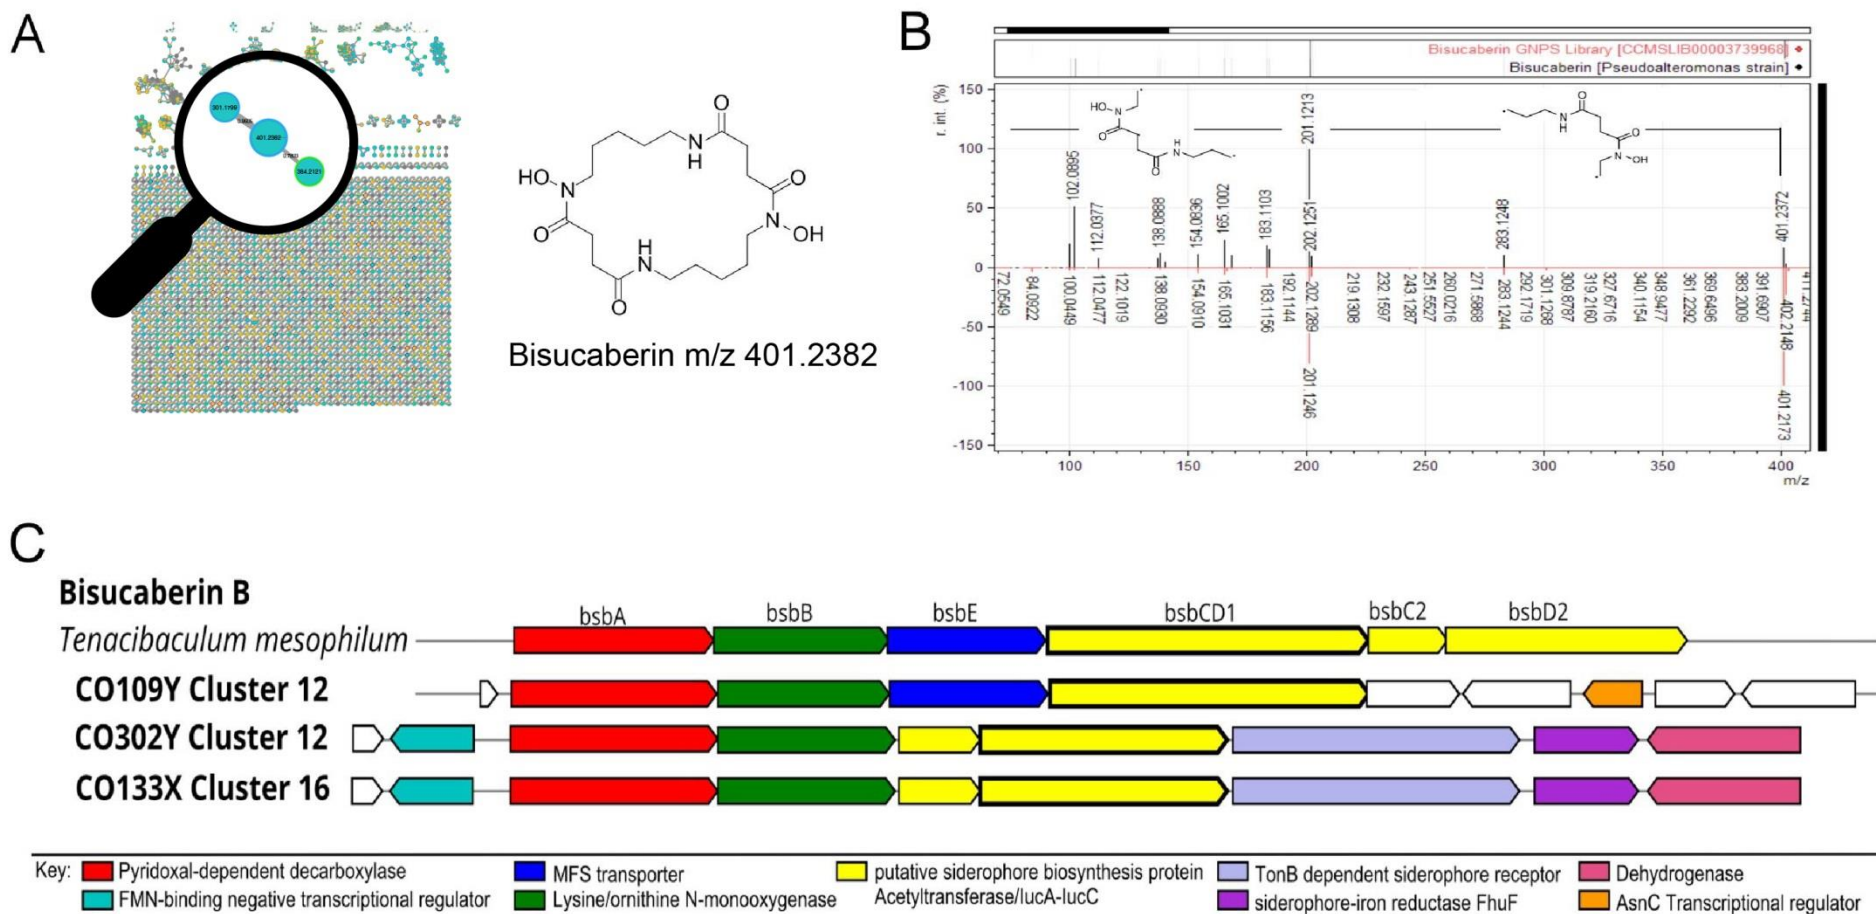 A
401.2382
384.2121
HO
N
O
N
H
O
O
N
OH
H
N
O
Bisucaberin m/z 401.2382
B
Bisucaberin GNPS Library [CCMSLIB00003739968]
Bisucaberin [Pseudoalteromonas strain]
r. int. (%)
150
100
50
0
-50
-100
-150
102.0895
112.0377
138.0888
154.0836
165.1002
183.1103
201.1213
202.1251
283.1248
401.2372
72.0549
84.0922
100.0449
112.0477
122.1019
138.0930
154.0910
165.1031
183.1156
192.1144
202.1289
201.1246
219.1308
232.1597
243.1287
251.5527
260.0216
271.5868
283.1244
292.1719
301.1268
309.8787
319.2160
327.6716
340.1154
348.9477
361.2292
369.6496
383.2009
391.6907
402.2148
401.2173
411.2744
100
150
200
250
300
350
400
m/z
C
Bisucaberin B
bsbA bsbB bsbE bsbCD1 bsbC2 bsbD2
Tenacibaculum mesophilum
CO109Y Cluster 12
CO302Y Cluster 12
CO133X Cluster 16
Key:
Pyridoxal-dependent decarboxylase
FMN-binding negative transcriptional regulator
MFS transporter
Lysine/ornithine N-monooxygenase
putative siderophore biosynthesis protein
Acetyltransferase/lucA-lucC
TonB dependent siderophore receptor
siderophore-iron reductase FhuF
Dehydrogenase
AsnC Transcriptional regulator